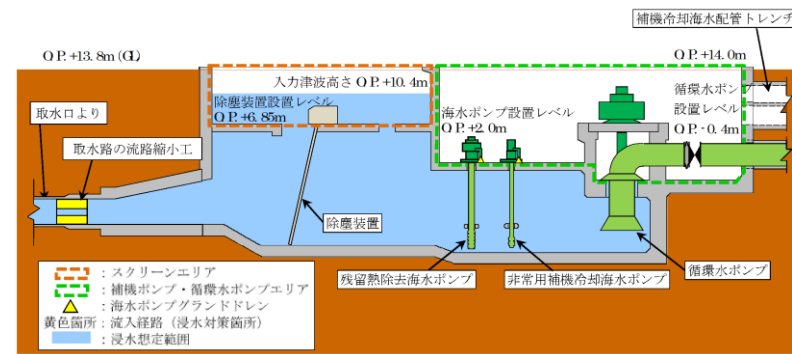 補機冷却海水配管トレンチ
O.P.+13.8m(GL)
O.P.+14.0m
入力津波高さ O.P.+10.4m
循環水ポンプ
設置レベル
O.P.-0.4m
除塵装置設置レベル
O.P.+6.85m
海水ポンプ設置レベル
O.P.+2.0m
取水口より
取水路の流路縮小工
除塵装置
残留熱除去海水ポンプ
非常用補機冷却海水ポンプ
循環水ポンプ
：スクリーンエリア
：補機ポンプ・循環水ポンプエリア
：海水ポンプグランドドレン
黄色箇所：流入経路（浸水対策箇所）
：浸水想定範囲